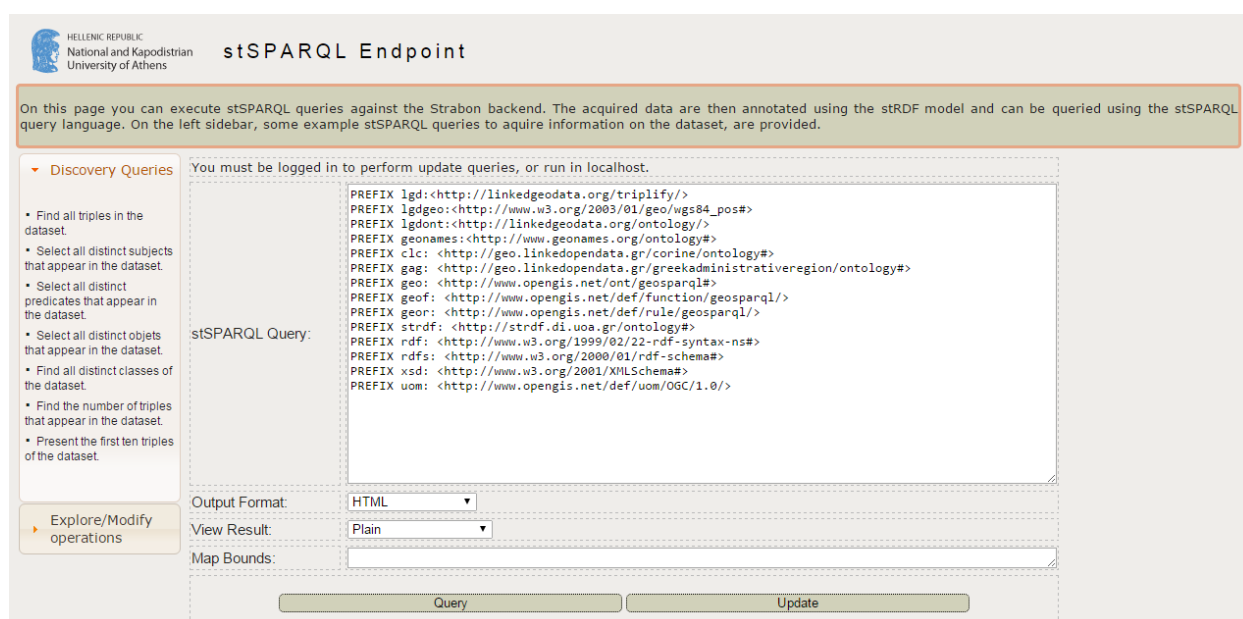 HELLENIC REPUBLIC
National and Kapodistrian
University of Athens
stSPARQL Endpoint
On this page you can execute stSPARQL queries against the Strabon backend. The acquired data are then annotated using the stRDF model and can be queried using the stSPARQL
query language. On the left sidebar, some example stSPARQL queries to aquire information on the dataset, are provided.
Discovery Queries
• Find all triples in the
dataset.
• Select all distinct subjects
that appear in the dataset.
• Select all distinct
predicates that appear in
the dataset.
• Select all distinct objets
that appear in the dataset.
• Find all distinct classes of
the dataset.
• Find the number of triples
that appear in the dataset.
• Present the first ten triples
of the dataset.
Explore/Modify
operations
You must be logged in to perform update queries, or run in localhost.
stSPARQL Query:
PREFIX lgd:<http://linkedgeodata.org/triplify/>
PREFIX lgdgeo:<http://www.w3.org/2003/01/geo/wgs84_pos#>
PREFIX lgdont:<http://linkedgeodata.org/ontology/>
PREFIX geonames:<http://www.geonames.org/ontology#>
PREFIX clc: <http://geo.linkedopendata.gr/corine/ontology#>
PREFIX gag: <http://geo.linkedopendata.gr/greekadministrativeregion/ontology#>
PREFIX geo: <http://www.opengis.net/ont/geosparql#>
PREFIX geof: <http://www.opengis.net/def/function/geosparql/>
PREFIX geor: <http://www.opengis.net/def/rule/geosparql/>
PREFIX strdf: <http://strdf.di.uoa.gr/ontology#>
PREFIX rdf: <http://www.w3.org/1999/02/22-rdf-syntax-ns#>
PREFIX rdfs: <http://www.w3.org/2000/01/rdf-schema#>
PREFIX xsd: <http://www.w3.org/2001/XMLSchema#>
PREFIX uom: <http://www.opengis.net/def/uom/OGC/1.0/>
Output Format:
HTML
View Result:
Plain
Map Bounds:
Query
Update